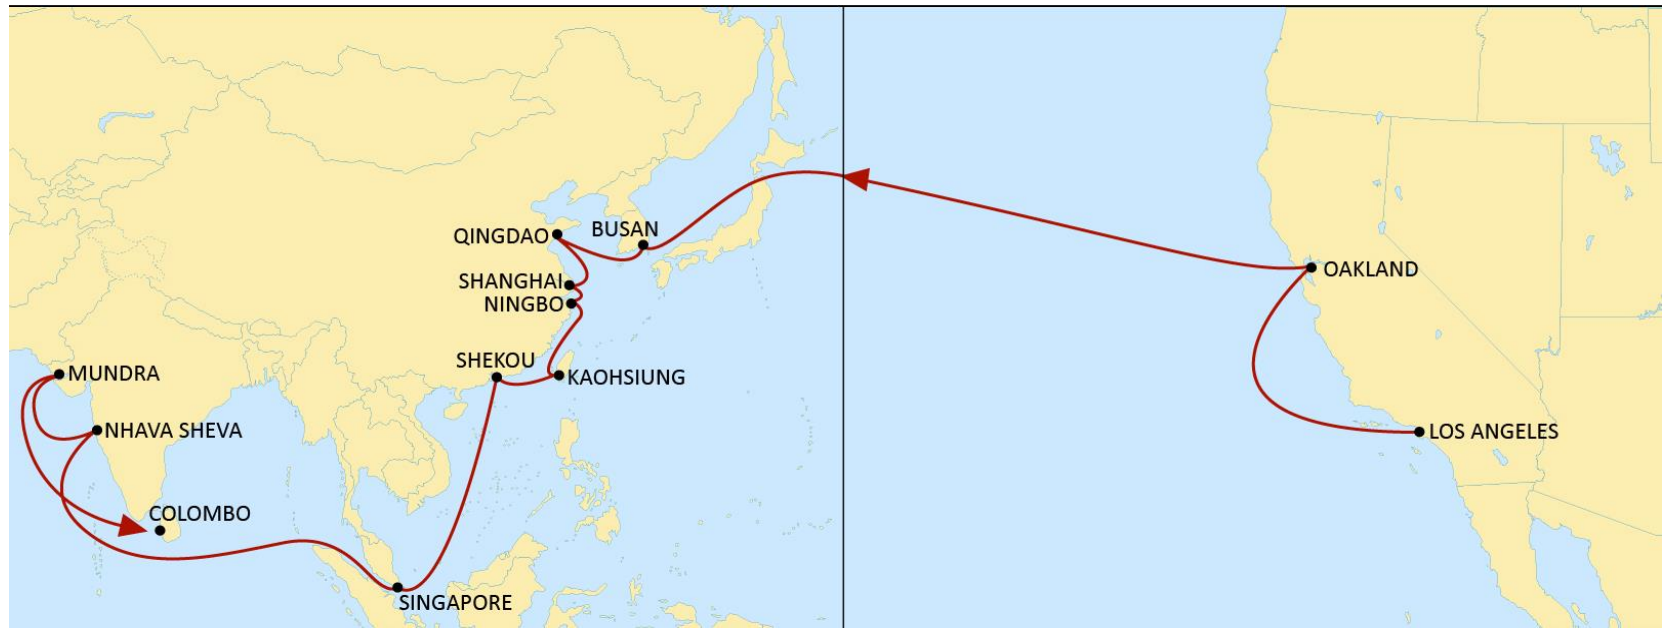 BUSAN
QINGDAO
OAKLAND
SHANGHAI
NINGBO
SHEKOU
MUNDRA
KAOHSIUNG
NHAVA SHEVA
LOS ANGELES
COLOMBO
SINGAPORE